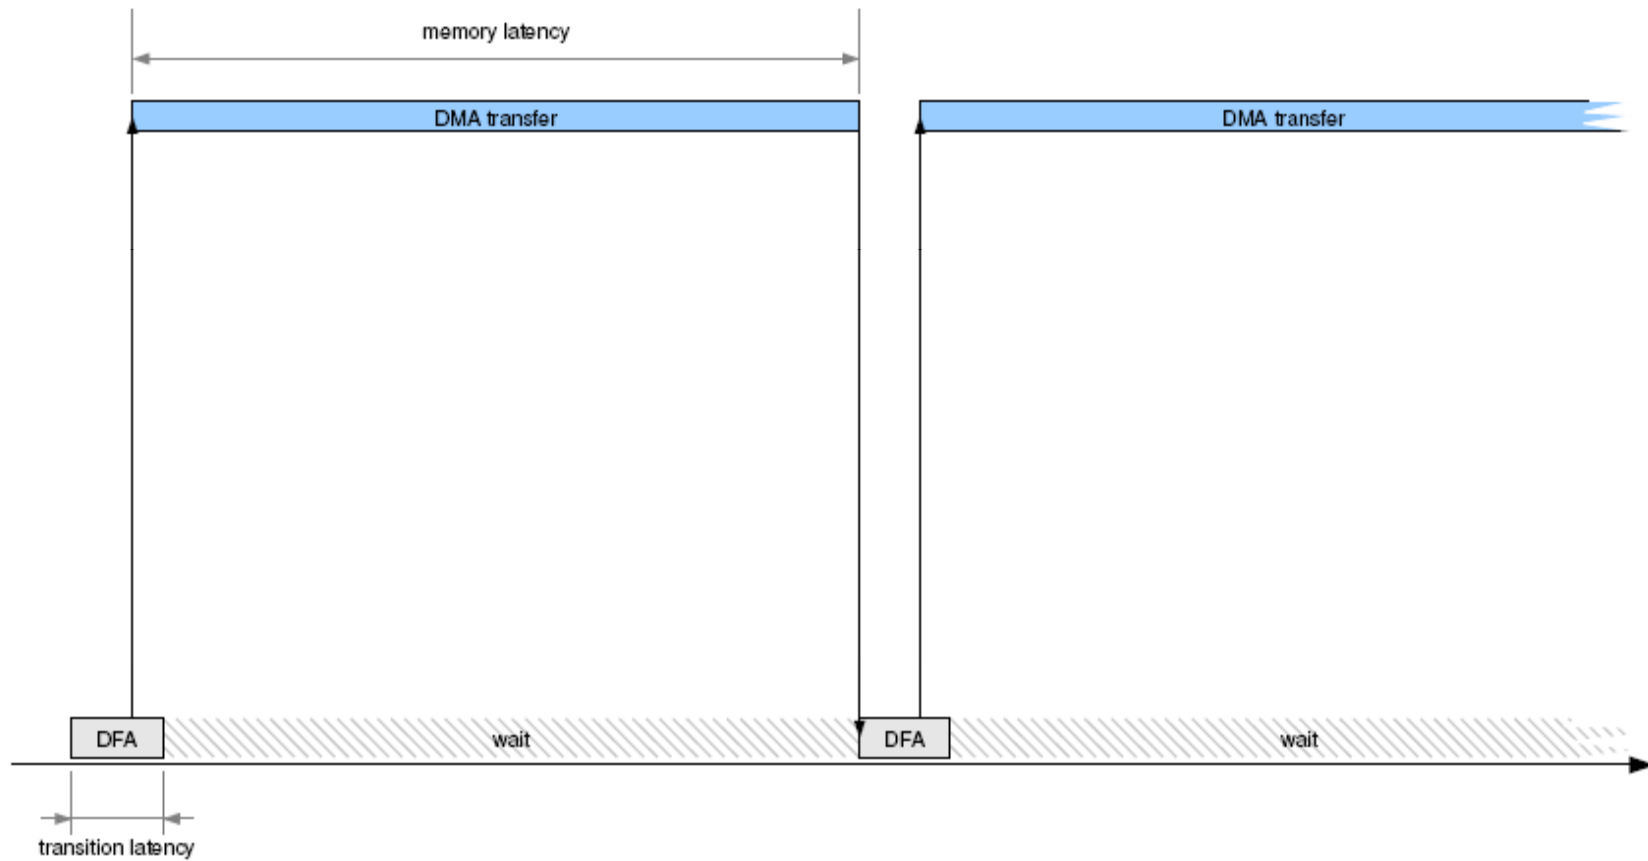 memory latency
DMA transfer
DMA transfer
DFA
wait
DFA
wait
transition latency